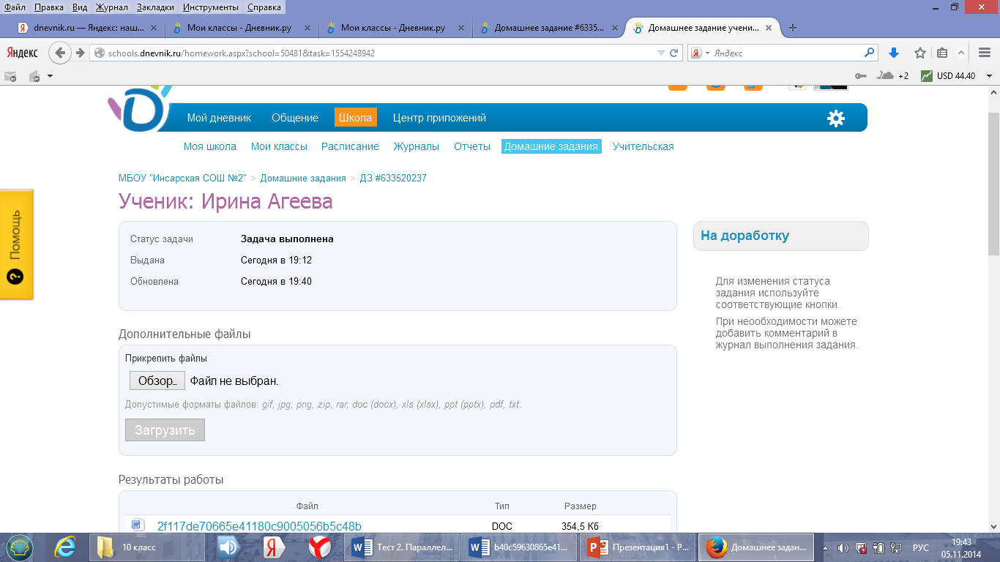 Файл Правка Вид Журнал Закладки Инструменты Справка
dnevnik.ru — Яндекс: наш... Мои классы - Дневник.ру Мои классы - Дневник.ру Домашнее задание #6335... Домашнее задание учени...
Яндекс schools.dnevnik.ru/homework.aspx?school=50481&task=1554248942 Яндекс
+2 USD 44.40
Мой дневник Общение Школа Центр приложений
Моя школа Мои классы Расписание Журналы Отчеты Домашние задания Учительская
МБОУ "Инсарская СОШ №2" > Домашние задания > ДЗ #633520237
Ученик: Ирина Агеева
Помощь
Статус задачи Задача выполнена
Выдана Сегодня в 19:12
Обновлена Сегодня в 19:40
На доработку
Для изменения статуса
задания используйте
соответствующие кнопки.
При неообходимости можете
добавить комментарий в
журнал выполнения задания.
Дополнительные файлы
Прикрепить файлы
Обзор… Файл не выбран.
Допустимые форматы файлов: gif, jpg, png, zip, rar, doc (docx), xls (xlsx), ppt (pptx), pdf, txt.
Загрузить
Результаты работы
Файл Тип Размер
2f117de70665e41180c9005056b5c48b DOC 354,5 Кб
10 класс Тест 2. Параллел... b40c59630865e41... Презентация1 - P... Домашнее задан... РУС 19:43
05.11.2014